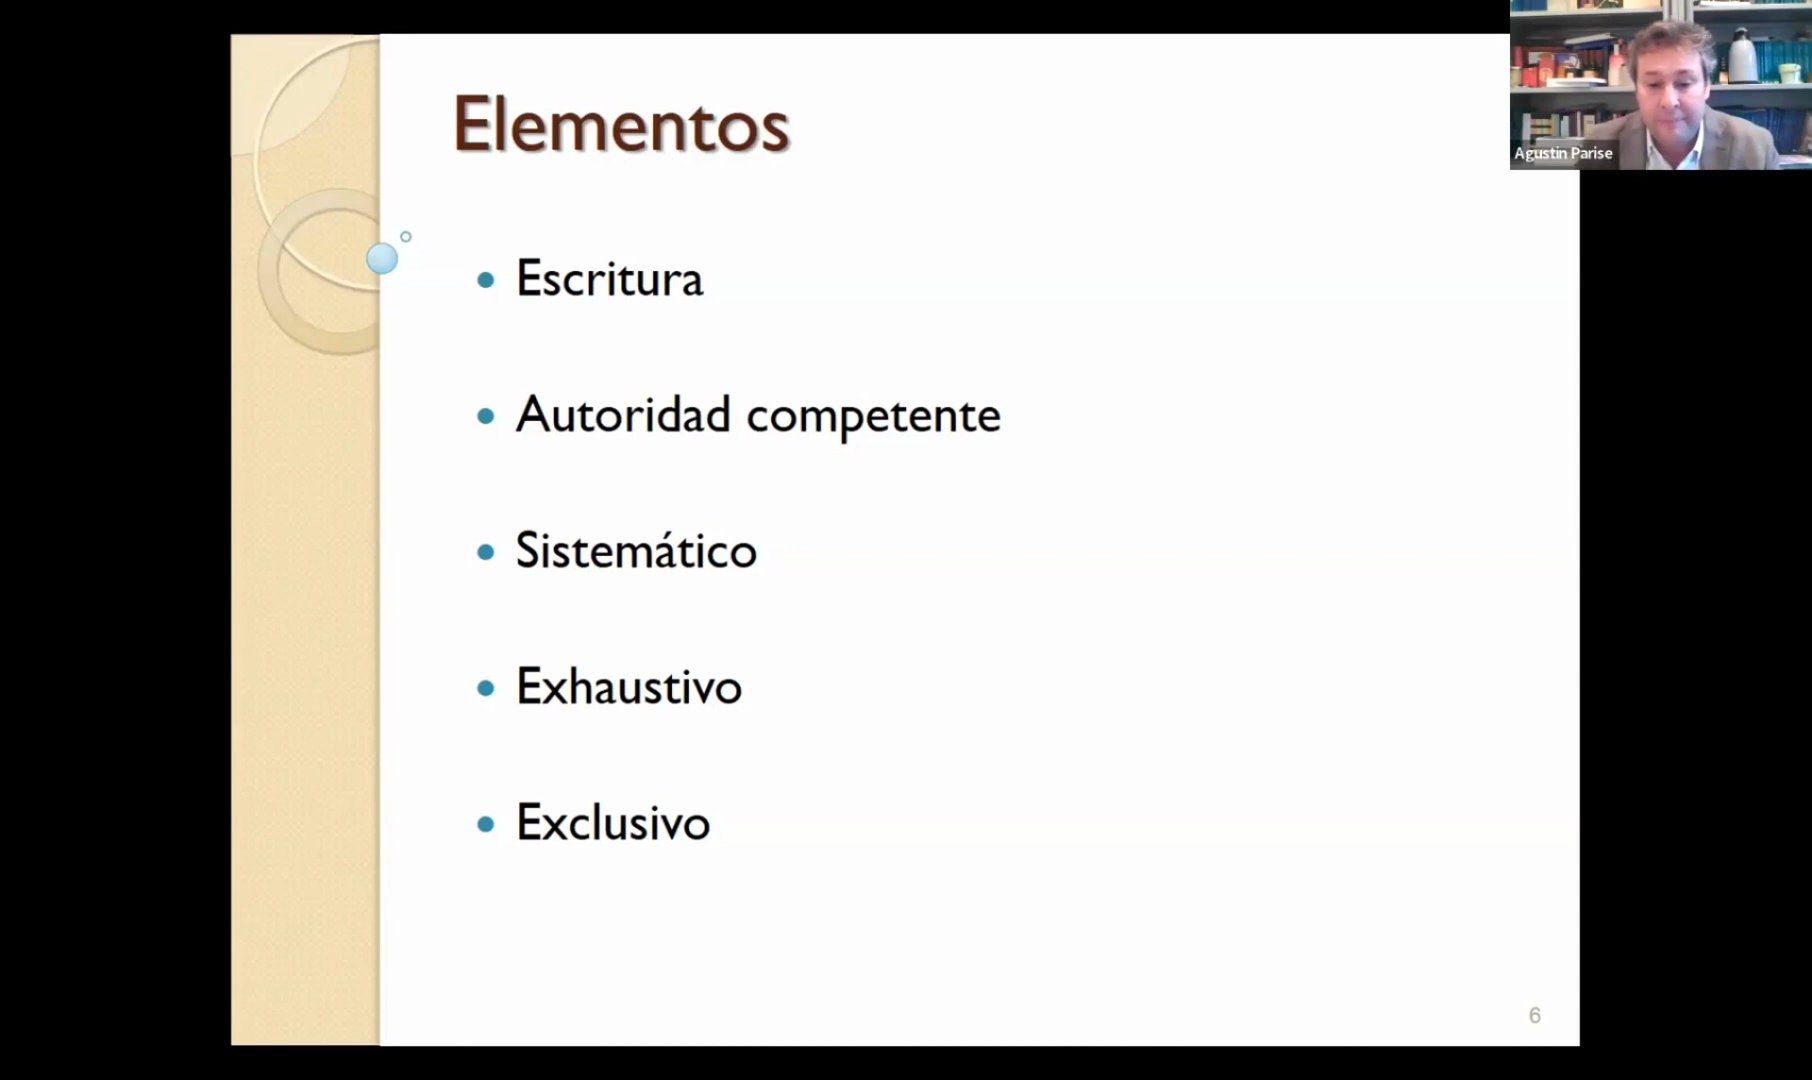 Elementos
Escritura
Autoridad competente
Sistemático
Exhaustivo
Exclusivo
6
Agustin Parise